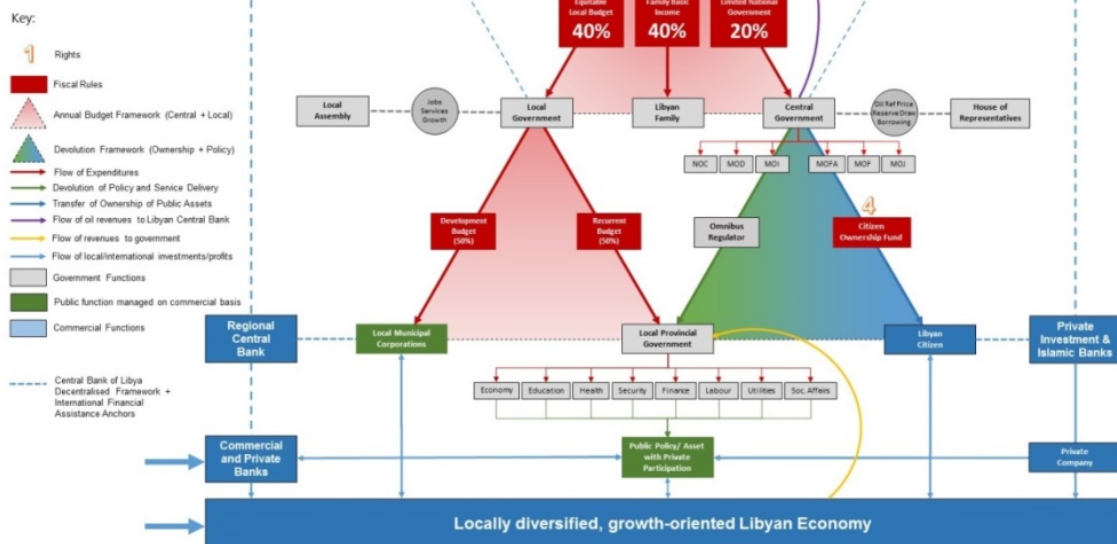 Key:
1
Rights
Fiscal Rules
Annual Budget Framework (Central + Local)
Devolution Framework (Ownership + Policy)
Flow of Expenditures
Devolution of Policy and Service Delivery
Transfer of Ownership of Public Assets
Flow of oil revenues to Libyan Central Bank
Flow of revenues to government
Flow of local/international investments/profits
Government Functions
Public function managed on commercial basis
Commercial Functions
Central Bank of Libya
Decentralised Framework +
International Financial
Assistance Anchors
Equitable
Local Budget
40%
Family Basic
Income
40%
Limited National
Government
20%
Local
Assembly
Jobs
Services
Growth
Local
Government
Libyan
Family
Central
Government
Oil Ref Price
Reserve Draw
Borrowing
House of
Representatives
NOC
MOD
MOI
MOFA
MOF
MOJ
Development
Budget
(50%)
Recurrent
Budget
(50%)
Omnibus
Regulator
4
Citizen
Ownership Fund
Regional
Central
Bank
Local Municipal
Corporations
Local Provincial
Government
Libyan
Citizen
Private
Investment &
Islamic Banks
Economy
Education
Health
Security
Finance
Labour
Utilities
Soc. Affairs
Commercial
and Private
Banks
Public Policy/ Asset
with Private
Participation
Private
Company
Locally diversified, growth-oriented Libyan Economy